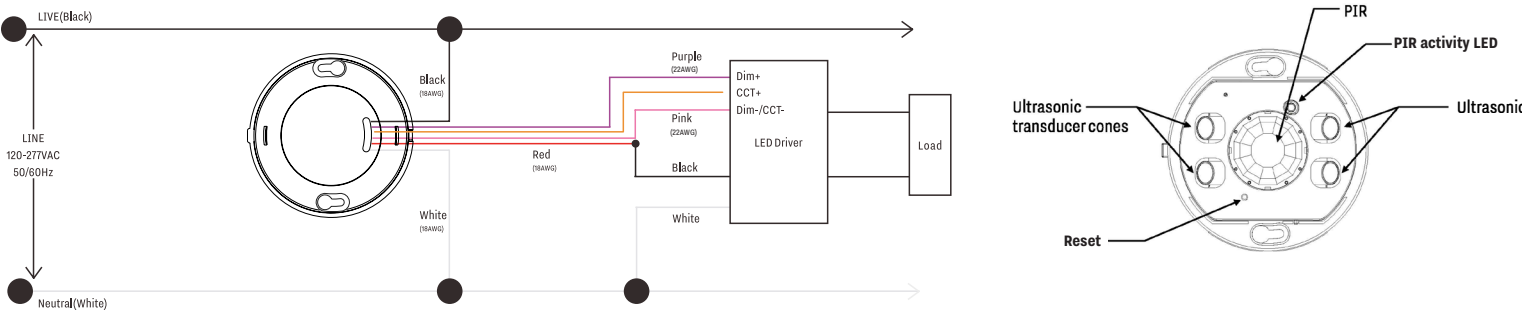 LIVE(Black)
LINE
120-277VAC
50/60Hz
Neutral(White)
Black
(18AWG)
White
(18AWG)
Red
(18AWG)
Purple
(22AWG)
Pink
(22AWG)
Black
White
Dim+
CCT+
Dim-/CCT-
LED Driver
Load
PIR
PIR activity LED
Ultrasonic
transducer cones
Ultrasonic
Reset